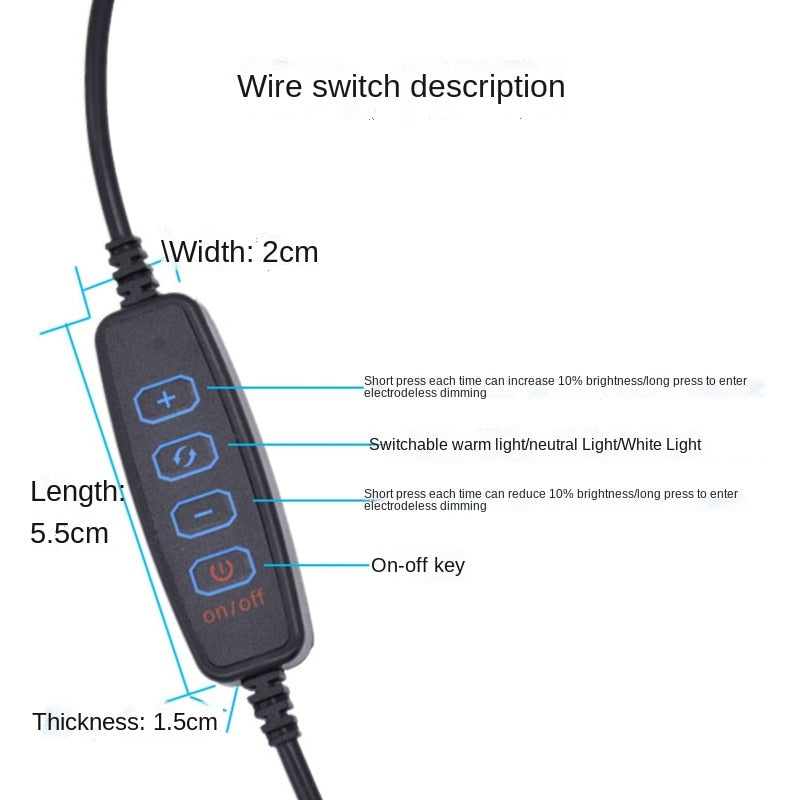 Wire switch description
\Width: 2cm
Short press each time can increase 10% brightness/long press to enter
electrodeless dimming
Switchable warm light/neutral Light/White Light
Length:
5.5cm
Short press each time can reduce 10% brightness/long press to enter
electrodeless dimming
On-off key
on/off
Thickness: 1.5cm